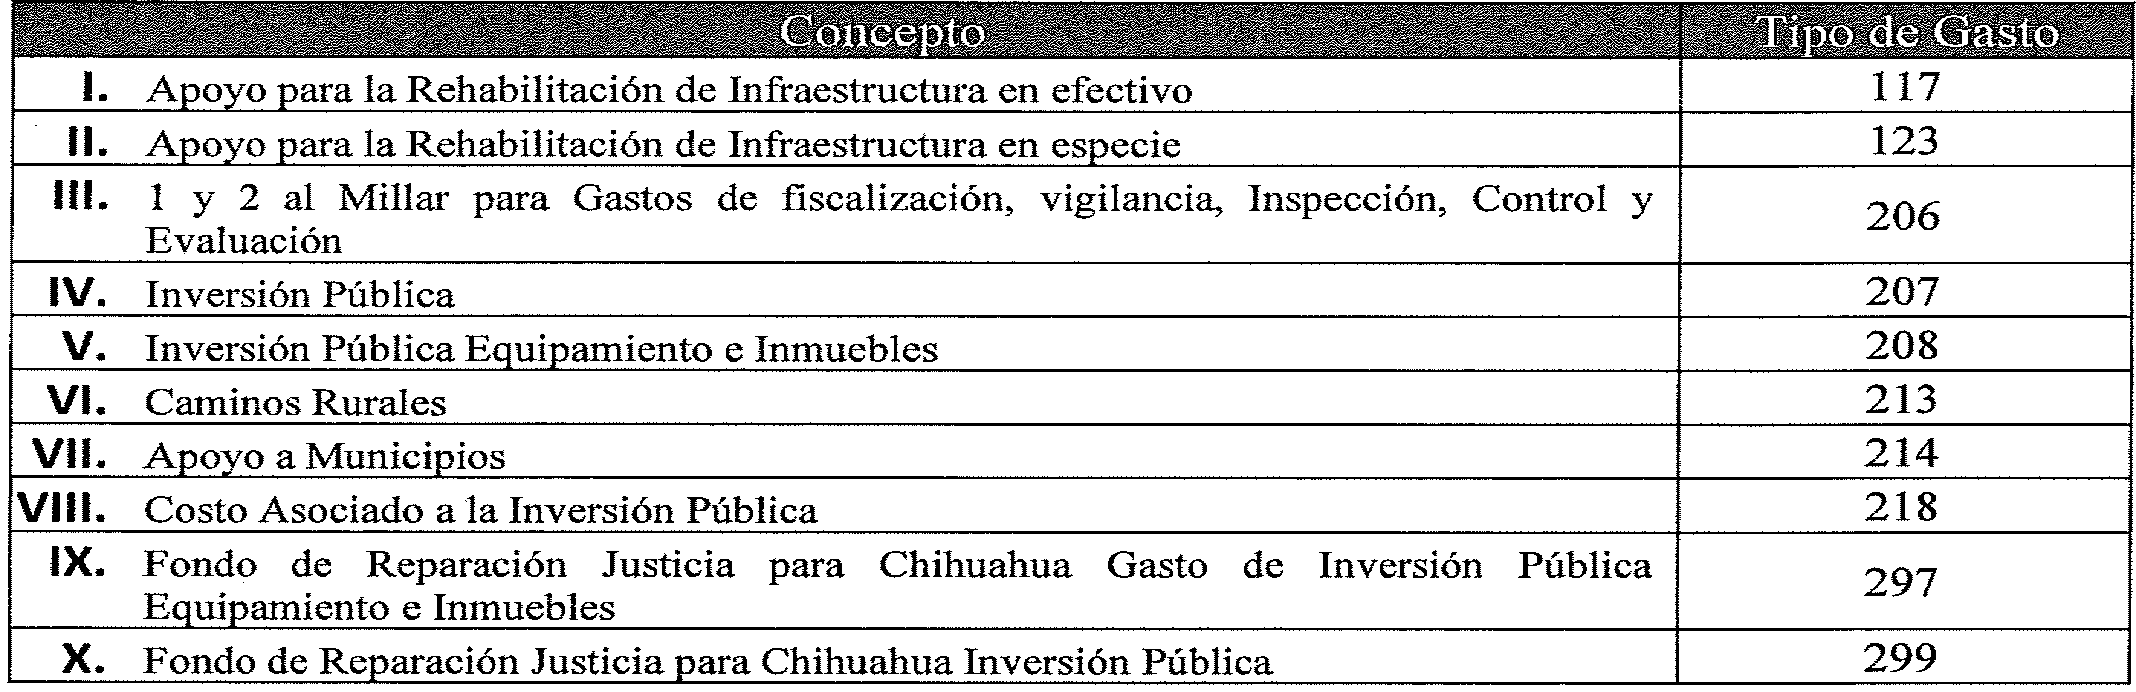 Concepto Tipo de Gasto
I. Apoyo para la Rehabilitación de Infraestructura en efectivo 117
II. Apoyo para la Rehabilitación de Infraestructura en especie 123
III. 1 y 2 al Millar para Gastos de fiscalización, vigilancia, Inspección, Control y
Evaluación 206
IV. Inversión Pública 207
V. Inversión Pública Equipamiento e Inmuebles 208
VI. Caminos Rurales 213
VII. Apoyo a Municipios 214
VIII. Costo Asociado a la Inversión Pública 218
IX. Fondo de Reparación Justicia para Chihuahua Gasto de Inversión Pública
Equipamiento e Inmuebles 297
X. Fondo de Reparación Justicia para Chihuahua Inversión Pública 299